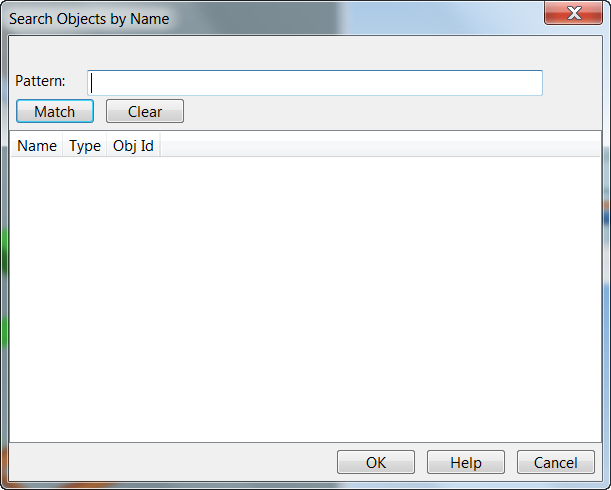 Search Objects by Name
Pattern:
Match Clear
Name Type Obj Id
OK Help Cancel